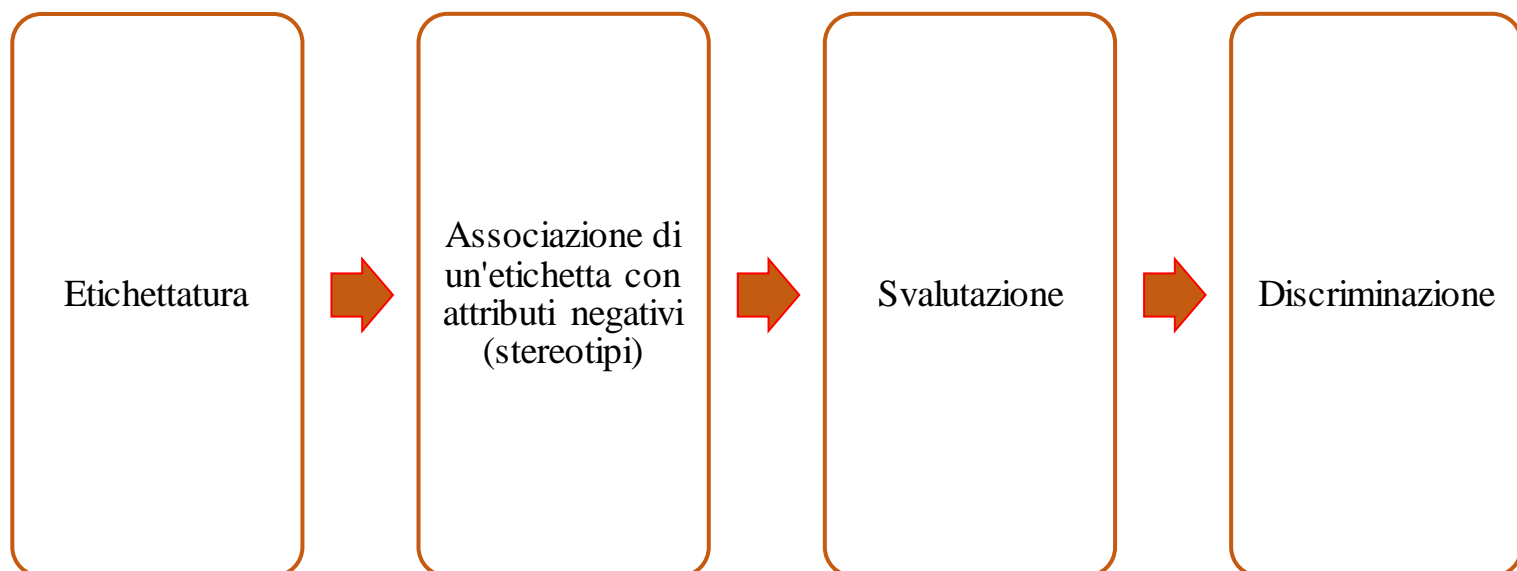 Etichettatura
Associazione di
un'etichetta con
attributi negativi
(stereotipi)
Svalutazione
Discriminazione